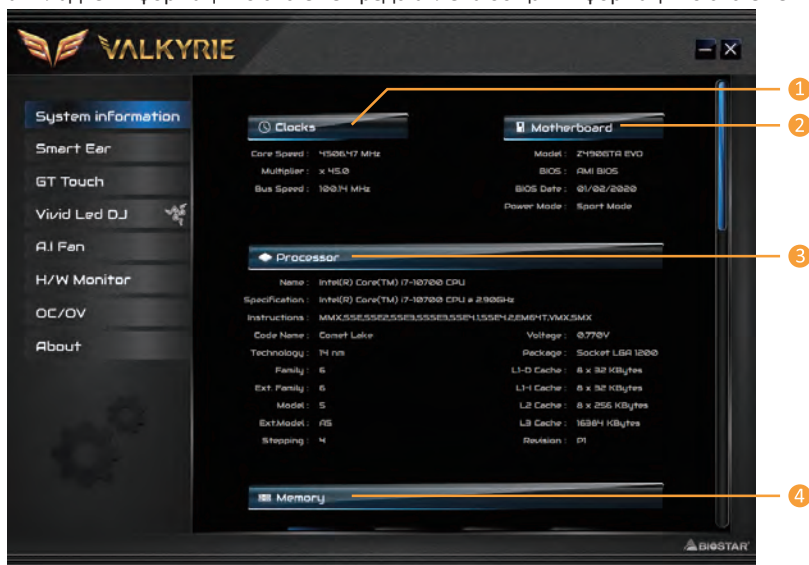 VALKYRIE
System information
Smart Ear
GT Touch
Vivid Led DJ
A.I Fan
H/W Monitor
OC/OV
About
Clocks
Core Speed : 4506.47 MHz
Multiplier : x 45.0
Bus Speed : 100.14 MHz
Motherboard
Model : Z490GTA EVO
BIOS : AMI BIOS
BIOS Date : 01/02/2020
Power Mode : Sport Mode
Processor
Name : Intel(R) Core(TM) i7-10700 CPU
Specification : Intel(R) Core(TM) i7-10700 CPU @ 2.90GHz
Instructions : MMX,SSE,SSE2,SSE3,SSSE3,SSE4.1,SSE4.2,EM64T,VMX,SMX
Code Name : Comet Lake
Technology : 14 nm
Family : 6
Ext. Family : 6
Model : 5
Ext.Model : A5
Stepping : 4
Voltage : 0.770V
Package : Socket LGA 1200
L1-D Cache : 8 x 32 KBytes
L1-I Cache : 8 x 32 KBytes
L2 Cache : 8 x 256 KBytes
L3 Cache : 16384 KBytes
Revision : P1
Memory
BIOSTAR
1
2
3
4